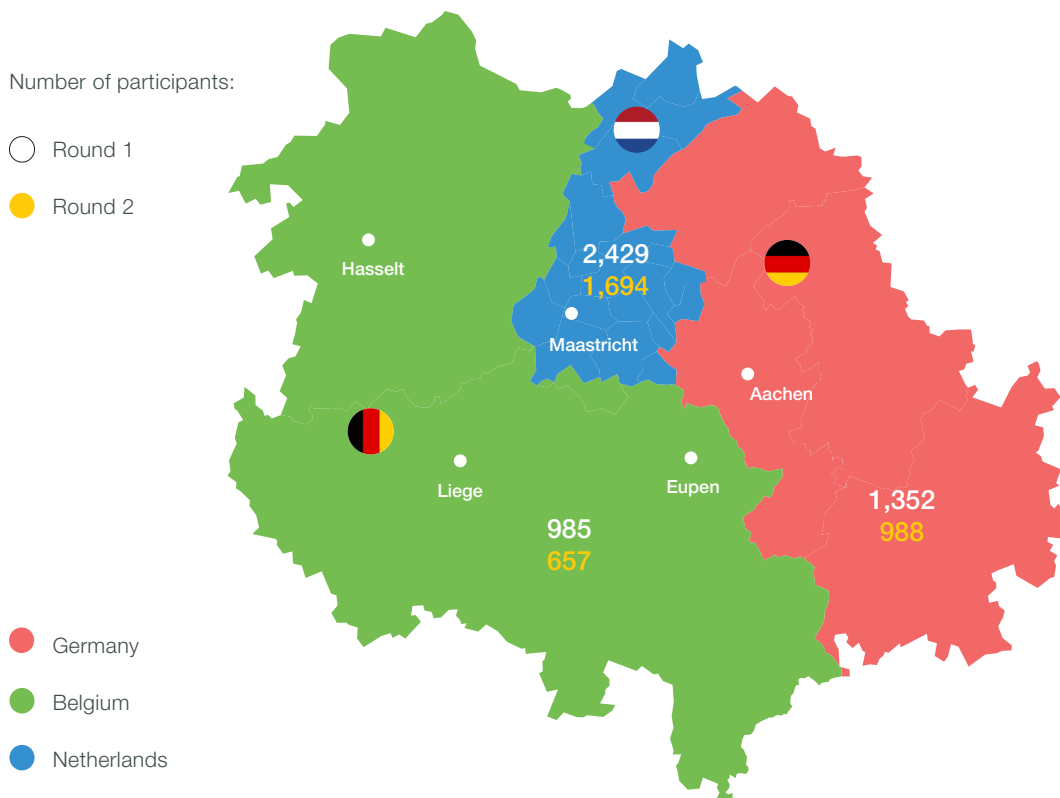 Number of participants:
Round 1
Round 2
Hasselt
2,429
1,694
Maastricht
Aachen
Liege
Eupen
985
657
1,352
988
Germany
Belgium
Netherlands